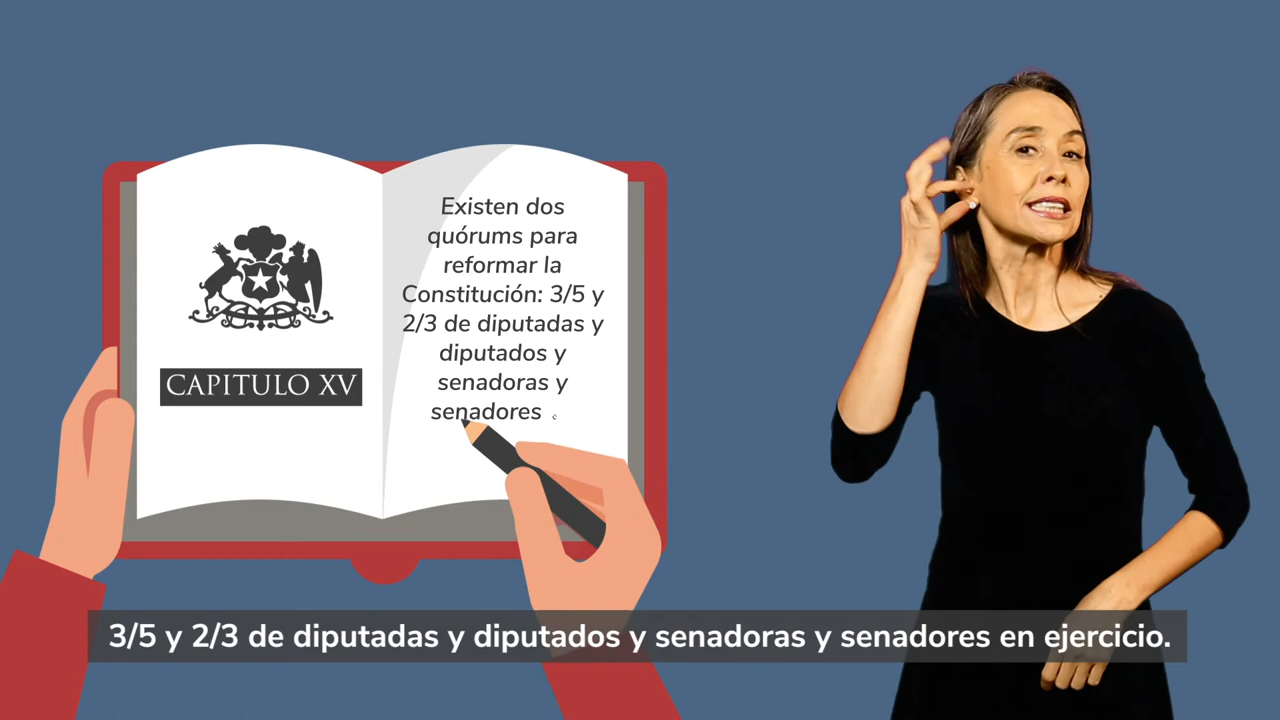 CAPITULO XV
Existen dos
quórums para
reformar la
Constitución: 3/5 y
2/3 de diputadas y
diputados y
senadoras y
senadores
3/5 y 2/3 de diputadas y diputados y senadoras y senadores en ejercicio.